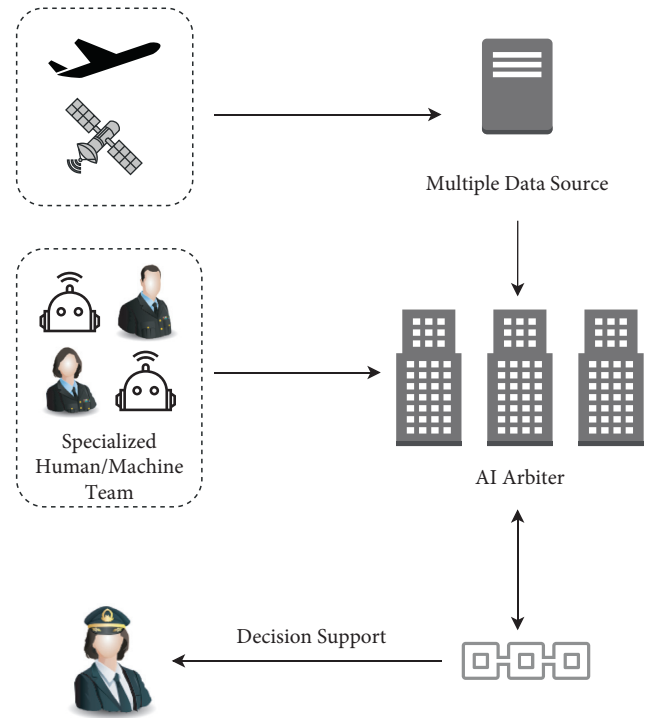 Multiple Data Source
Specialized
Human/Machine
Team
AI Arbiter
Decision Support